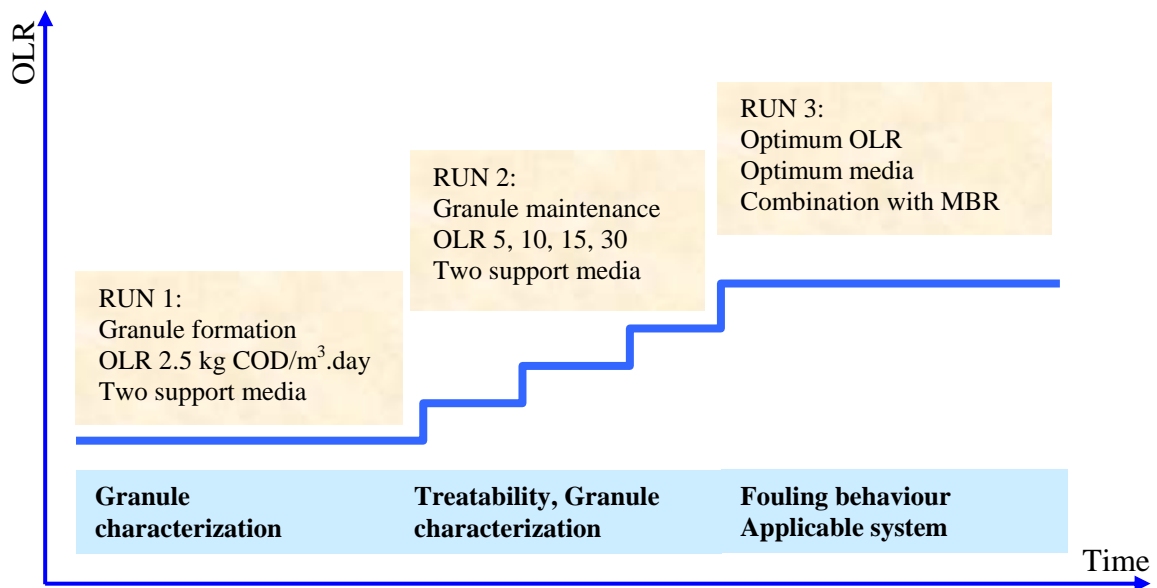 OLR
RUN 1:
Granule formation
OLR 2.5 kg COD/m³.day
Two support media
RUN 2:
Granule maintenance
OLR 5, 10, 15, 30
Two support media
RUN 3:
Optimum OLR
Optimum media
Combination with MBR
Granule
characterization
Treatability, Granule
characterization
Fouling behaviour
Applicable system
Time